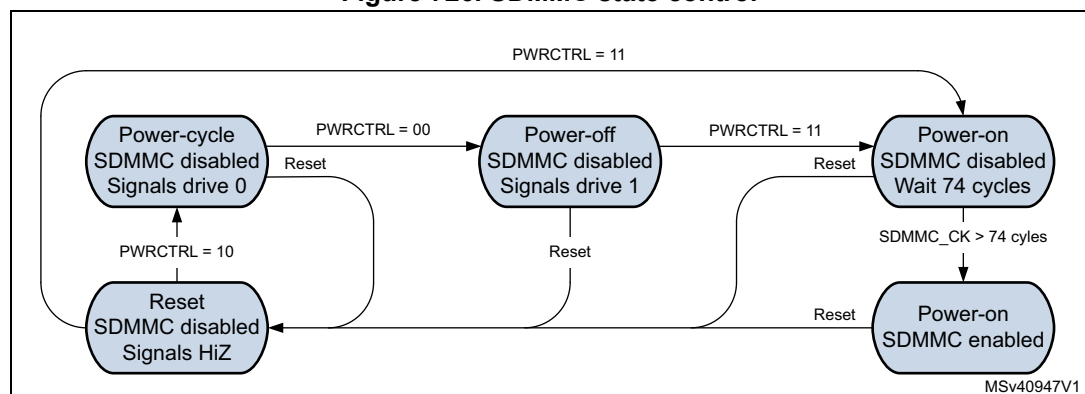 PWRCTRL = 11
Power-cycle
SDMMC disabled
Signals drive 0
PWRCTRL = 00
Reset
Power-off
SDMMC disabled
Signals drive 1
PWRCTRL = 11
Reset
Power-on
SDMMC disabled
Wait 74 cycles
PWRCTRL = 10
Reset
SDMMC_CK > 74 cyles
Reset
SDMMC disabled
Signals HiZ
Reset
Power-on
SDMMC enabled
MSv40947V1